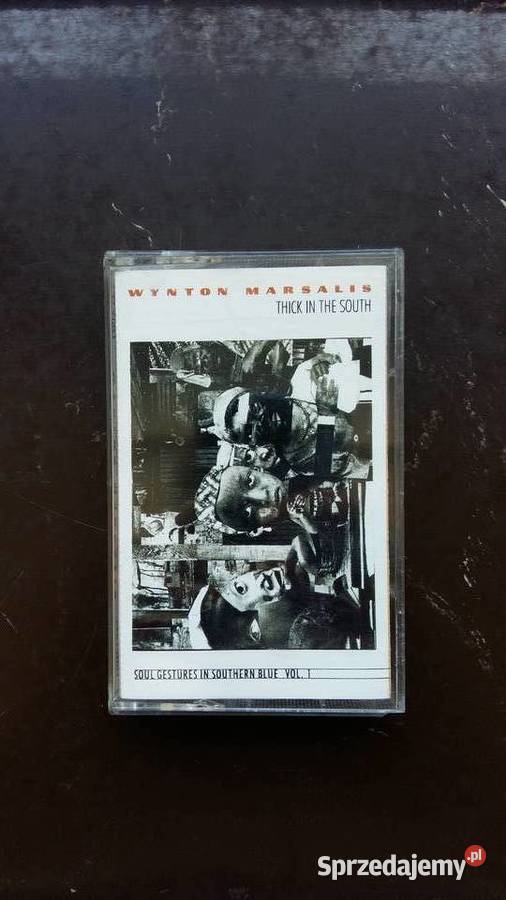 WYNTON MARSALIS
THICK IN THE SOUTH
SOUL GESTURES IN SOUTHERN BLUE VOL. 1
Sprzedajemy.pl